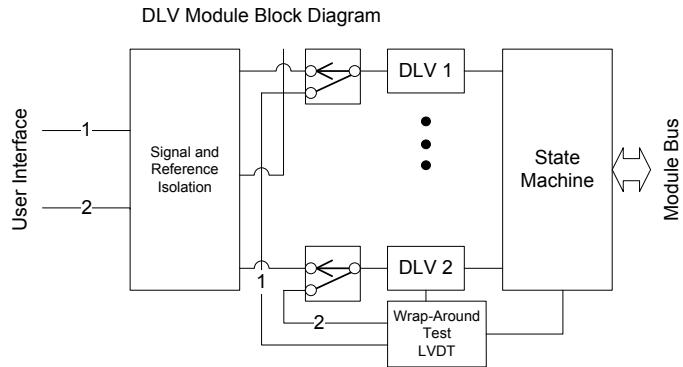 DLV Module Block Diagram
User Interface
1
2
Signal and
Reference
Isolation
DLV 1
State
Machine
Module Bus
DLV 2
1
2
Wrap-Around
Test
LVDT